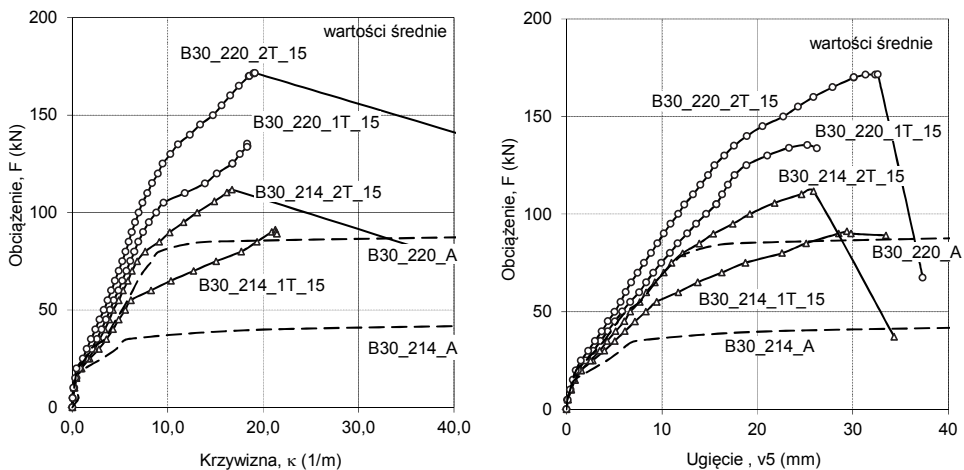 200
150
100
50
0
Obciążenie, F (kN)
wartości średnie
B30_220_2T_15
B30_220_1T_15
B30_214_2T_15
B30_220_A
B30_214_1T_15
B30_214_A
0,0
10,0
20,0
30,0
40,0
Krzywizna, κ (1/m)
200
150
100
50
0
Obciążenie, F (kN)
wartości średnie
B30_220_2T_15
B30_220_1T_15
B30_214_2T_15
B30_220_A
B30_214_1T_15
B30_214_A
0
10
20
30
40
Ugięcie , v5 (mm)